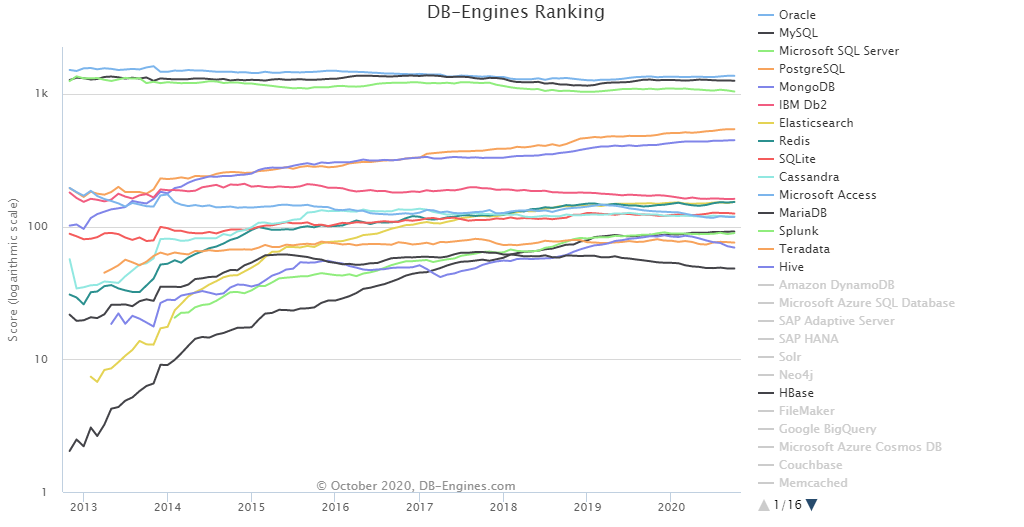 DB-Engines Ranking
Score (logarithmic scale)
1k
100
10
1
2013 2014 2015 2016 2017 2018 2019 2020
© October 2020, DB-Engines.com
Oracle
MySQL
Microsoft SQL Server
PostgreSQL
MongoDB
IBM Db2
Elasticsearch
Redis
SQLite
Cassandra
Microsoft Access
MariaDB
Splunk
Teradata
Hive
Amazon DynamoDB
Microsoft Azure SQL Database
SAP Adaptive Server
SAP HANA
Solr
Neo4j
HBase
FileMaker
Google BigQuery
Microsoft Azure Cosmos DB
Couchbase
Memcached
1/16